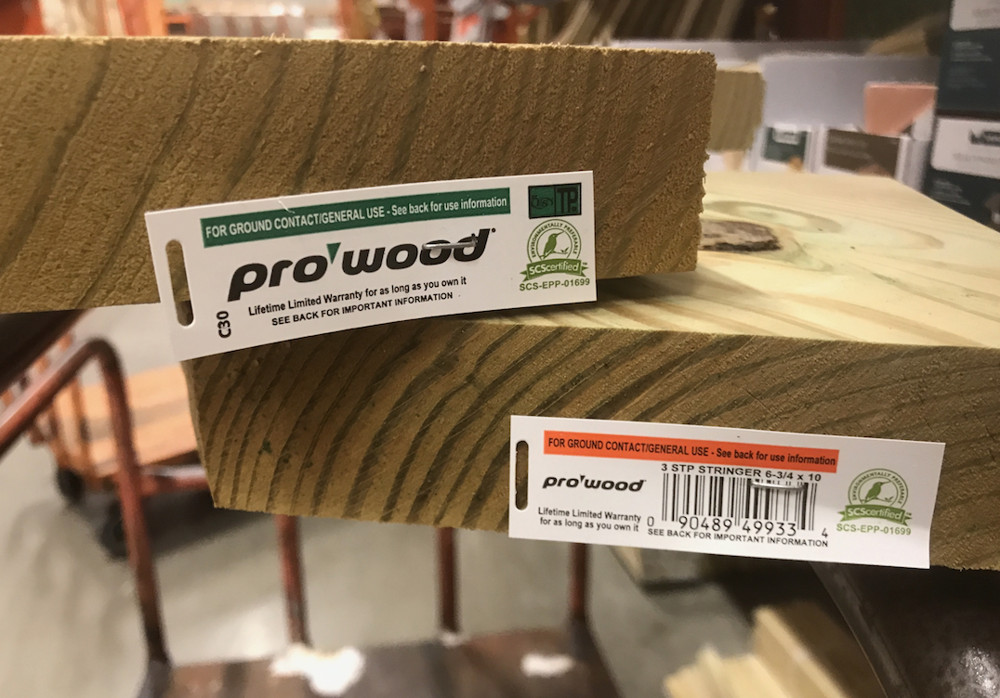 FOR GROUND CONTACT/GENERAL USE - See back for use information
TP
pro'wood
ENVIRONMENTALLY PREFERABLE
SCScertified
SCS-EPP-01699
Lifetime Limited Warranty for as long as you own it
SEE BACK FOR IMPORTANT INFORMATION
C30
FOR GROUND CONTACT/GENERAL USE - See back for use information
3 STP STRINGER 6-3/4 x 10
pro'wood
Lifetime Limited Warranty
for as long as you own it
0 90489 49933 4
SEE BACK FOR IMPORTANT INFORMATION
ENVIRONMENTALLY PREFERABLE
SCScertified
SCS-EPP-01699